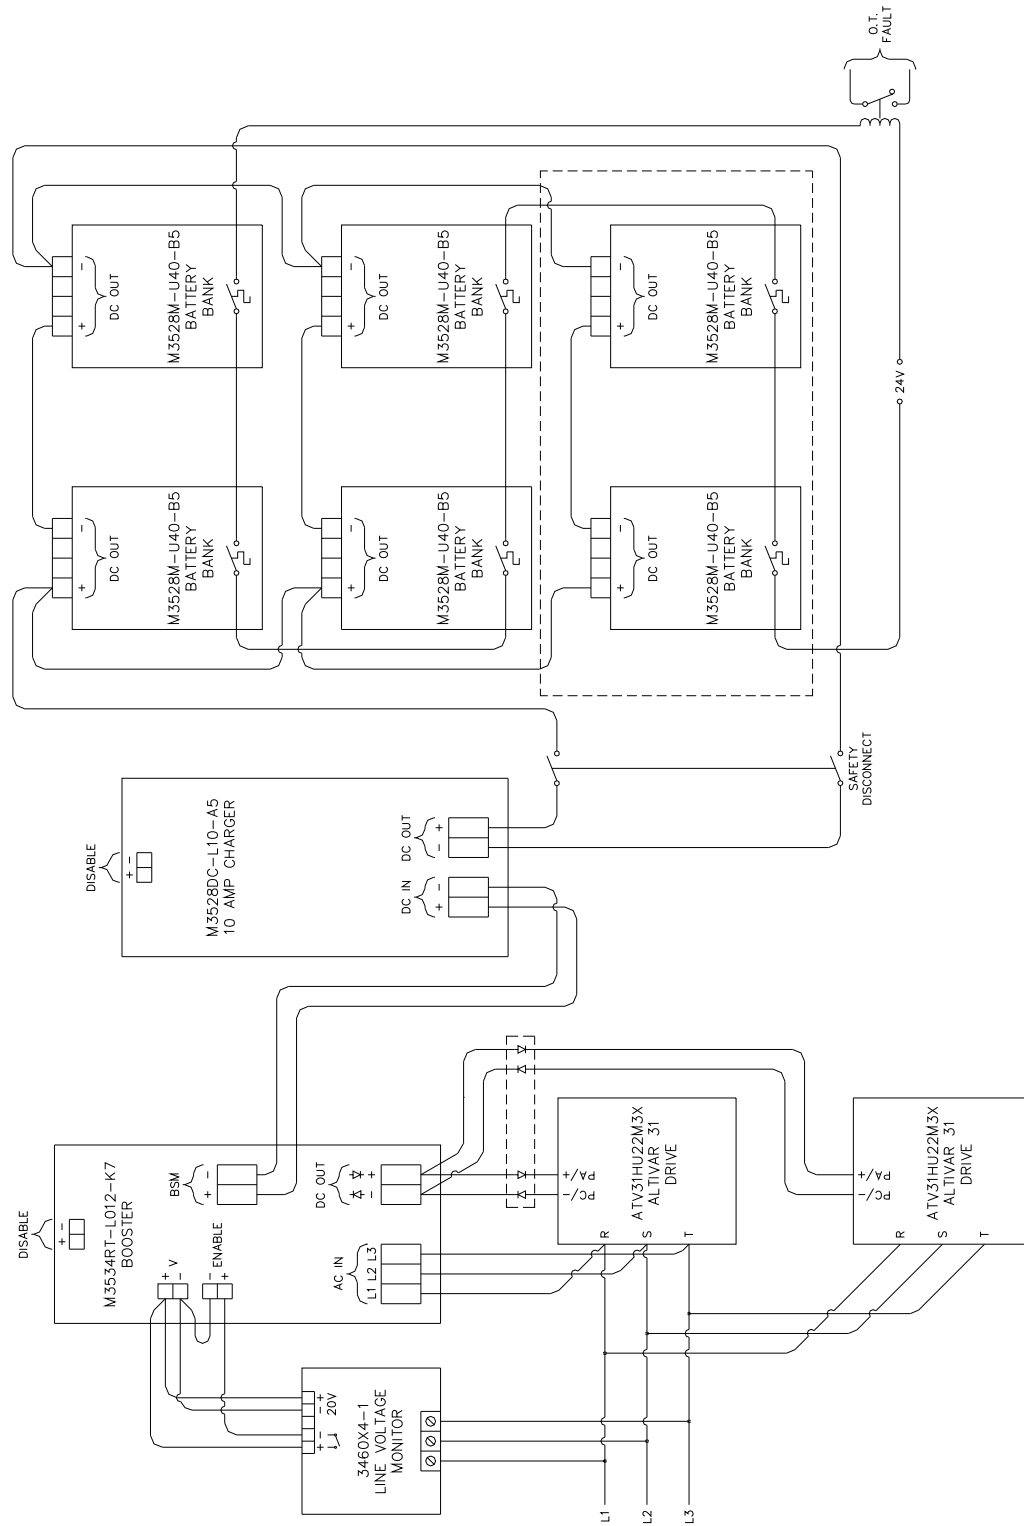 O.T.
FAULT
24V
M3528M-U40-B5
BATTERY
BANK
DC OUT
+
-
M3528M-U40-B5
BATTERY
BANK
DC OUT
+
-
M3528M-U40-B5
BATTERY
BANK
DC OUT
+
-
M3528M-U40-B5
BATTERY
BANK
DC OUT
+
-
M3528M-U40-B5
BATTERY
BANK
DC OUT
+
-
M3528M-U40-B5
BATTERY
BANK
DC OUT
+
-
SAFETY
DISCONNECT
DISABLE
+ -
M3528DC-L10-A5
10 AMP CHARGER
DC IN
+ -
DC OUT
- +
DISABLE
+ -
M3534RT-L012-K7
BOOSTER
BSM
+ -
DC OUT
- +
V
+
-
ENABLE
-
+
AC IN
L1 L2 L3
3460X4-1
LINE VOLTAGE
MONITOR
20V
+ - - +
L1
L2
L3
ATV31HU22M3X
ALTIVAR 31
DRIVE
PA/+
PC/-
R
S
T
ATV31HU22M3X
ALTIVAR 31
DRIVE
PA/+
PC/-
R
S
T